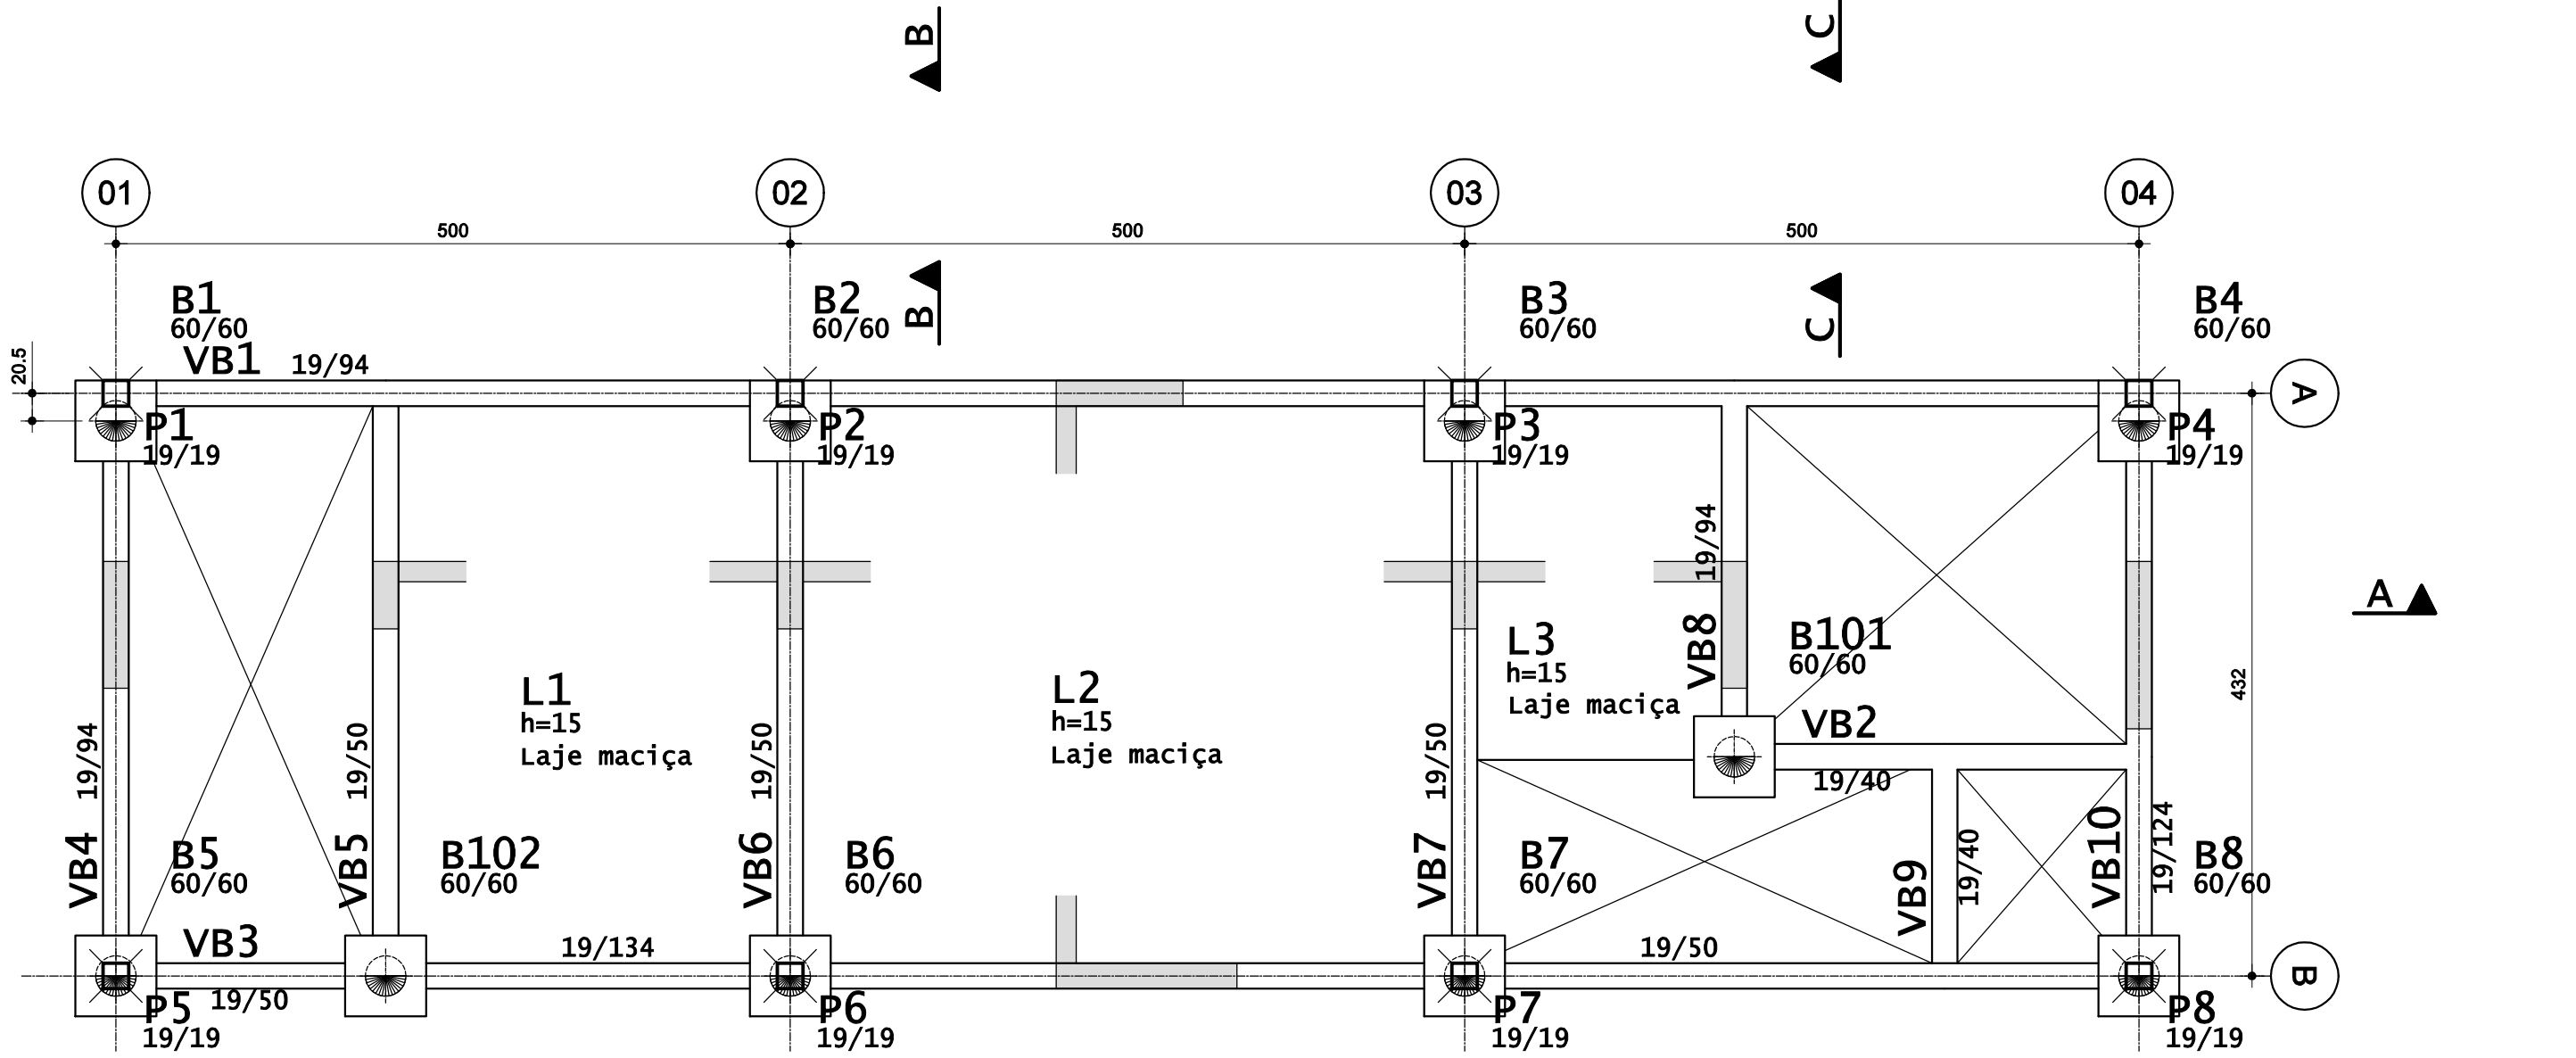 B
C
01
02
03
04
500
500
500
B
C
B1
60/60
B2
60/60
B3
60/60
B4
60/60
20.5
VB1
19/94
A
P1
19/19
P2
19/19
P3
19/19
P4
19/19
19/94
A
L1
h=15
Laje maciça
L2
h=15
Laje maciça
L3
h=15
Laje maciça
VB8
B101
60/60
432
VB2
19/40
19/94
19/50
19/50
19/50
VB4
VB5
VB6
VB7
VB9
19/40
VB10
19/124
B5
60/60
B102
60/60
B6
60/60
B7
60/60
B8
60/60
VB3
19/50
19/134
19/50
B
P5
19/19
P6
19/19
P7
19/19
P8
19/19